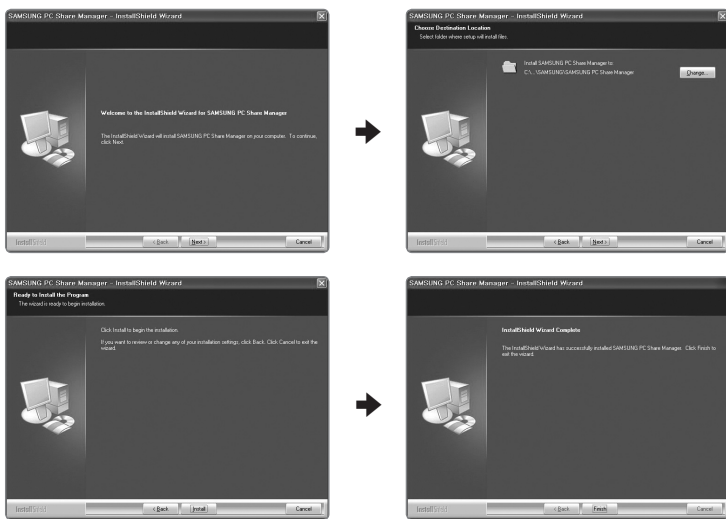 SAMSUNG PC Share Manager - InstallShield Wizard
Welcome to the InstallShield Wizard for SAMSUNG PC Share Manager
The InstallShield Wizard will install SAMSUNG PC Share Manager on your computer. To continue,
click Next.
InstallShield
< Back
Next >
Cancel
SAMSUNG PC Share Manager - InstallShield Wizard
Choose Destination Location
Select folder where setup will install files.
Install SAMSUNG PC Share Manager to:
C:\...\SAMSUNG\SAMSUNG PC Share Manager
Change...
InstallShield
< Back
Next >
Cancel
SAMSUNG PC Share Manager - InstallShield Wizard
Ready to Install the Program
The wizard is ready to begin installation.
Click Install to begin the installation.
If you want to review or change any of your installation settings, click Back. Click Cancel to exit the
wizard.
InstallShield
< Back
Install
Cancel
SAMSUNG PC Share Manager - InstallShield Wizard
InstallShield Wizard Complete
The InstallShield Wizard has successfully installed SAMSUNG PC Share Manager. Click Finish to
exit the wizard.
InstallShield
< Back
Finish
Cancel